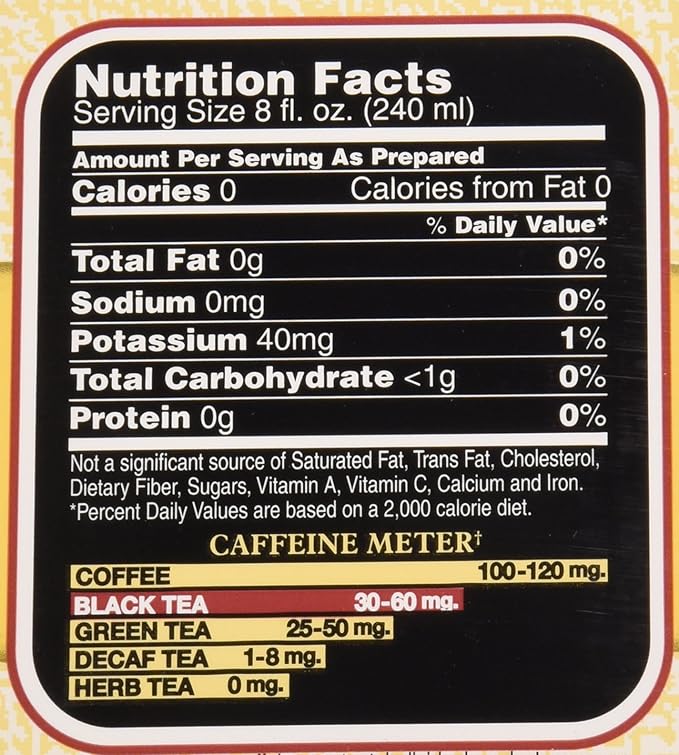 Nutrition Facts
Serving Size 8 fl. oz. (240 ml)
Amount Per Serving As Prepared
Calories 0 Calories from Fat 0
% Daily Value*
Total Fat 0g 0%
Sodium 0mg 0%
Potassium 40mg 1%
Total Carbohydrate <1g 0%
Protein 0g 0%
Not a significant source of Saturated Fat, Trans Fat, Cholesterol,
Dietary Fiber, Sugars, Vitamin A, Vitamin C, Calcium and Iron.
*Percent Daily Values are based on a 2,000 calorie diet.
CAFFEINE METER†
COFFEE 100-120 mg.
BLACK TEA 30-60 mg.
GREEN TEA 25-50 mg.
DECAF TEA 1-8 mg.
HERB TEA 0 mg.